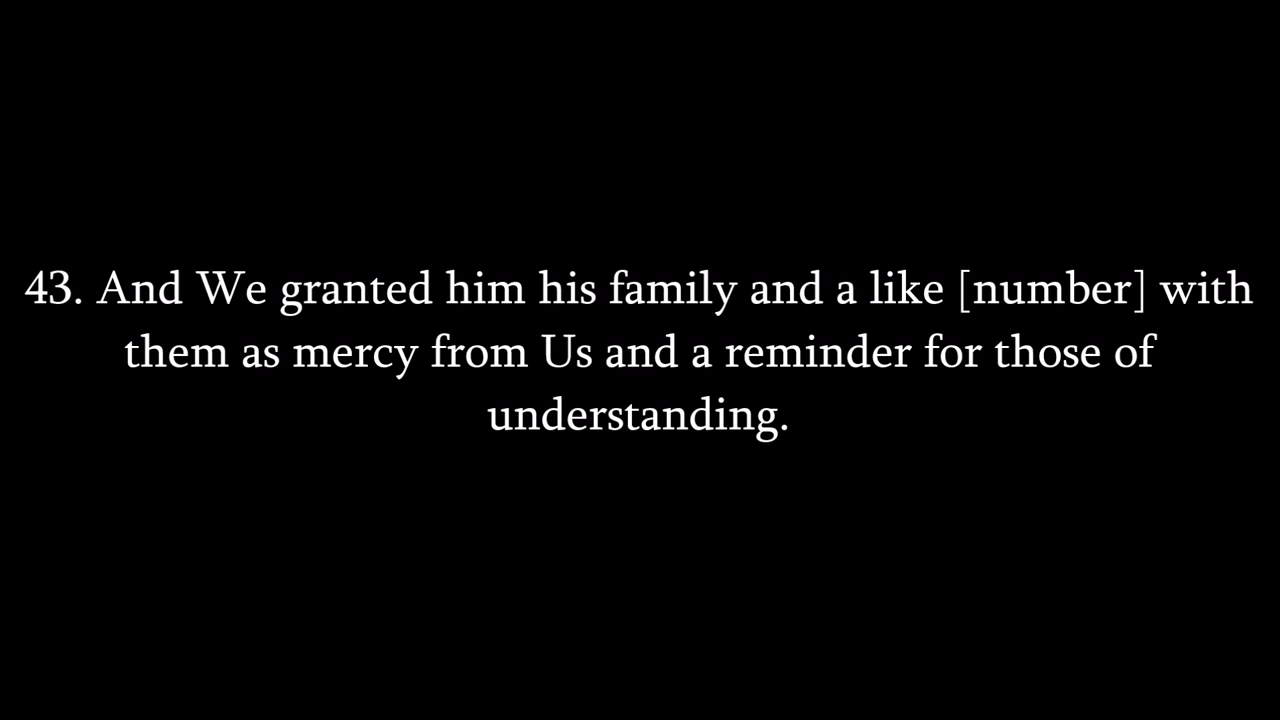 43. And We granted him his family and a like [number] with
them as mercy from Us and a reminder for those of
understanding.